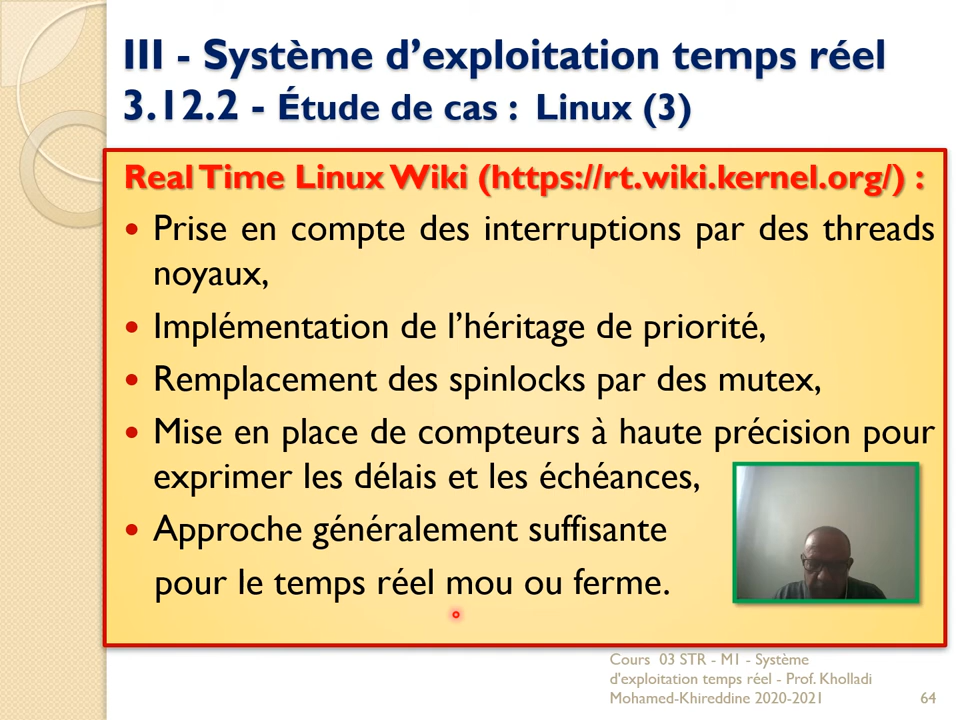 III - Système d’exploitation temps réel
3.12.2 - Étude de cas : Linux (3)
Real Time Linux Wiki (https://rt.wiki.kernel.org/) :
• Prise en compte des interruptions par des threads
noyaux,
• Implémentation de l’héritage de priorité,
• Remplacement des spinlocks par des mutex,
• Mise en place de compteurs à haute précision pour
exprimer les délais et les échéances,
• Approche généralement suffisante
pour le temps réel mou ou ferme.
Cours 03 STR - M1 - Système
d'exploitation temps réel - Prof. Kholladi
Mohamed-Khireddine 2020-2021
64